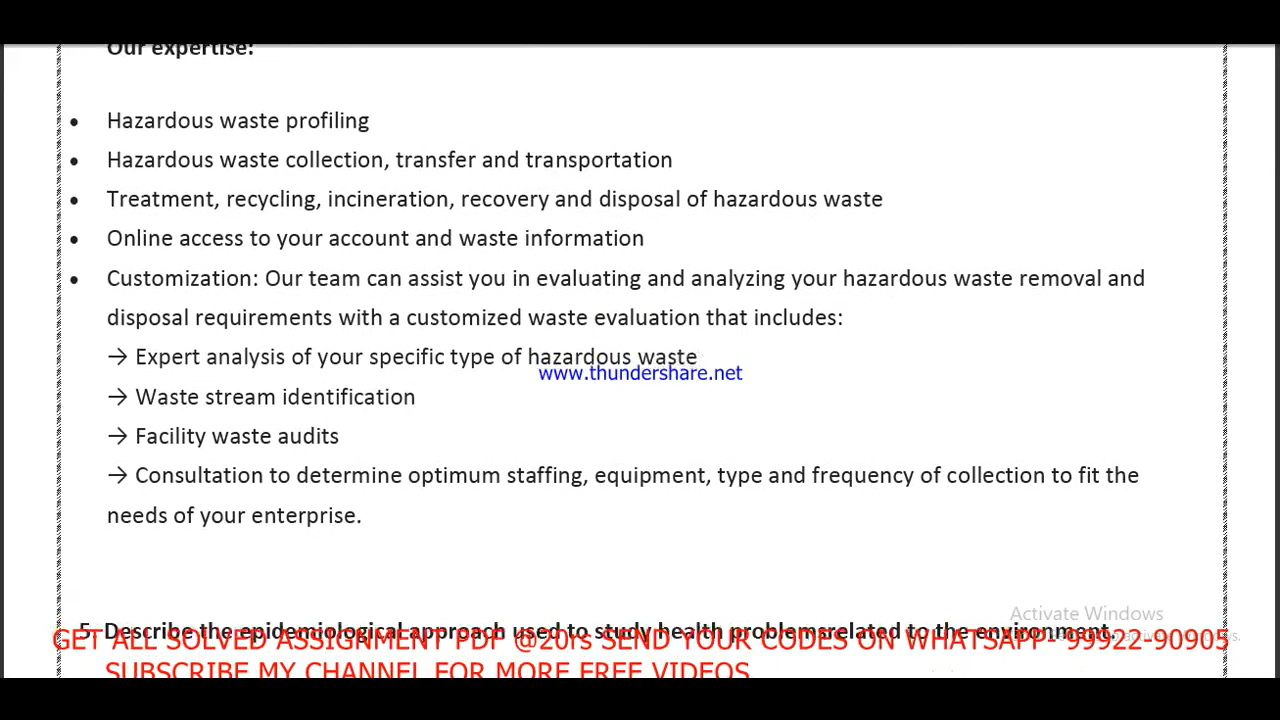 Our expertise:
• Hazardous waste profiling
• Hazardous waste collection, transfer and transportation
• Treatment, recycling, incineration, recovery and disposal of hazardous waste
• Online access to your account and waste information
• Customization: Our team can assist you in evaluating and analyzing your hazardous waste removal and
disposal requirements with a customized waste evaluation that includes:
→ Expert analysis of your specific type of hazardous waste
www.thundershare.net
→ Waste stream identification
→ Facility waste audits
→ Consultation to determine optimum staffing, equipment, type and frequency of collection to fit the
needs of your enterprise.
Activate Windows
5. Describe the epidemiological approach used to study health problemsrelated to the environment.
GET ALL SOLVED ASSIGNMENT PDF @20rs SEND YOUR CODES ON WHATSAPP- 99922-90905
SUBSCRIBE MY CHANNEL FOR MORE FREE VIDEOS